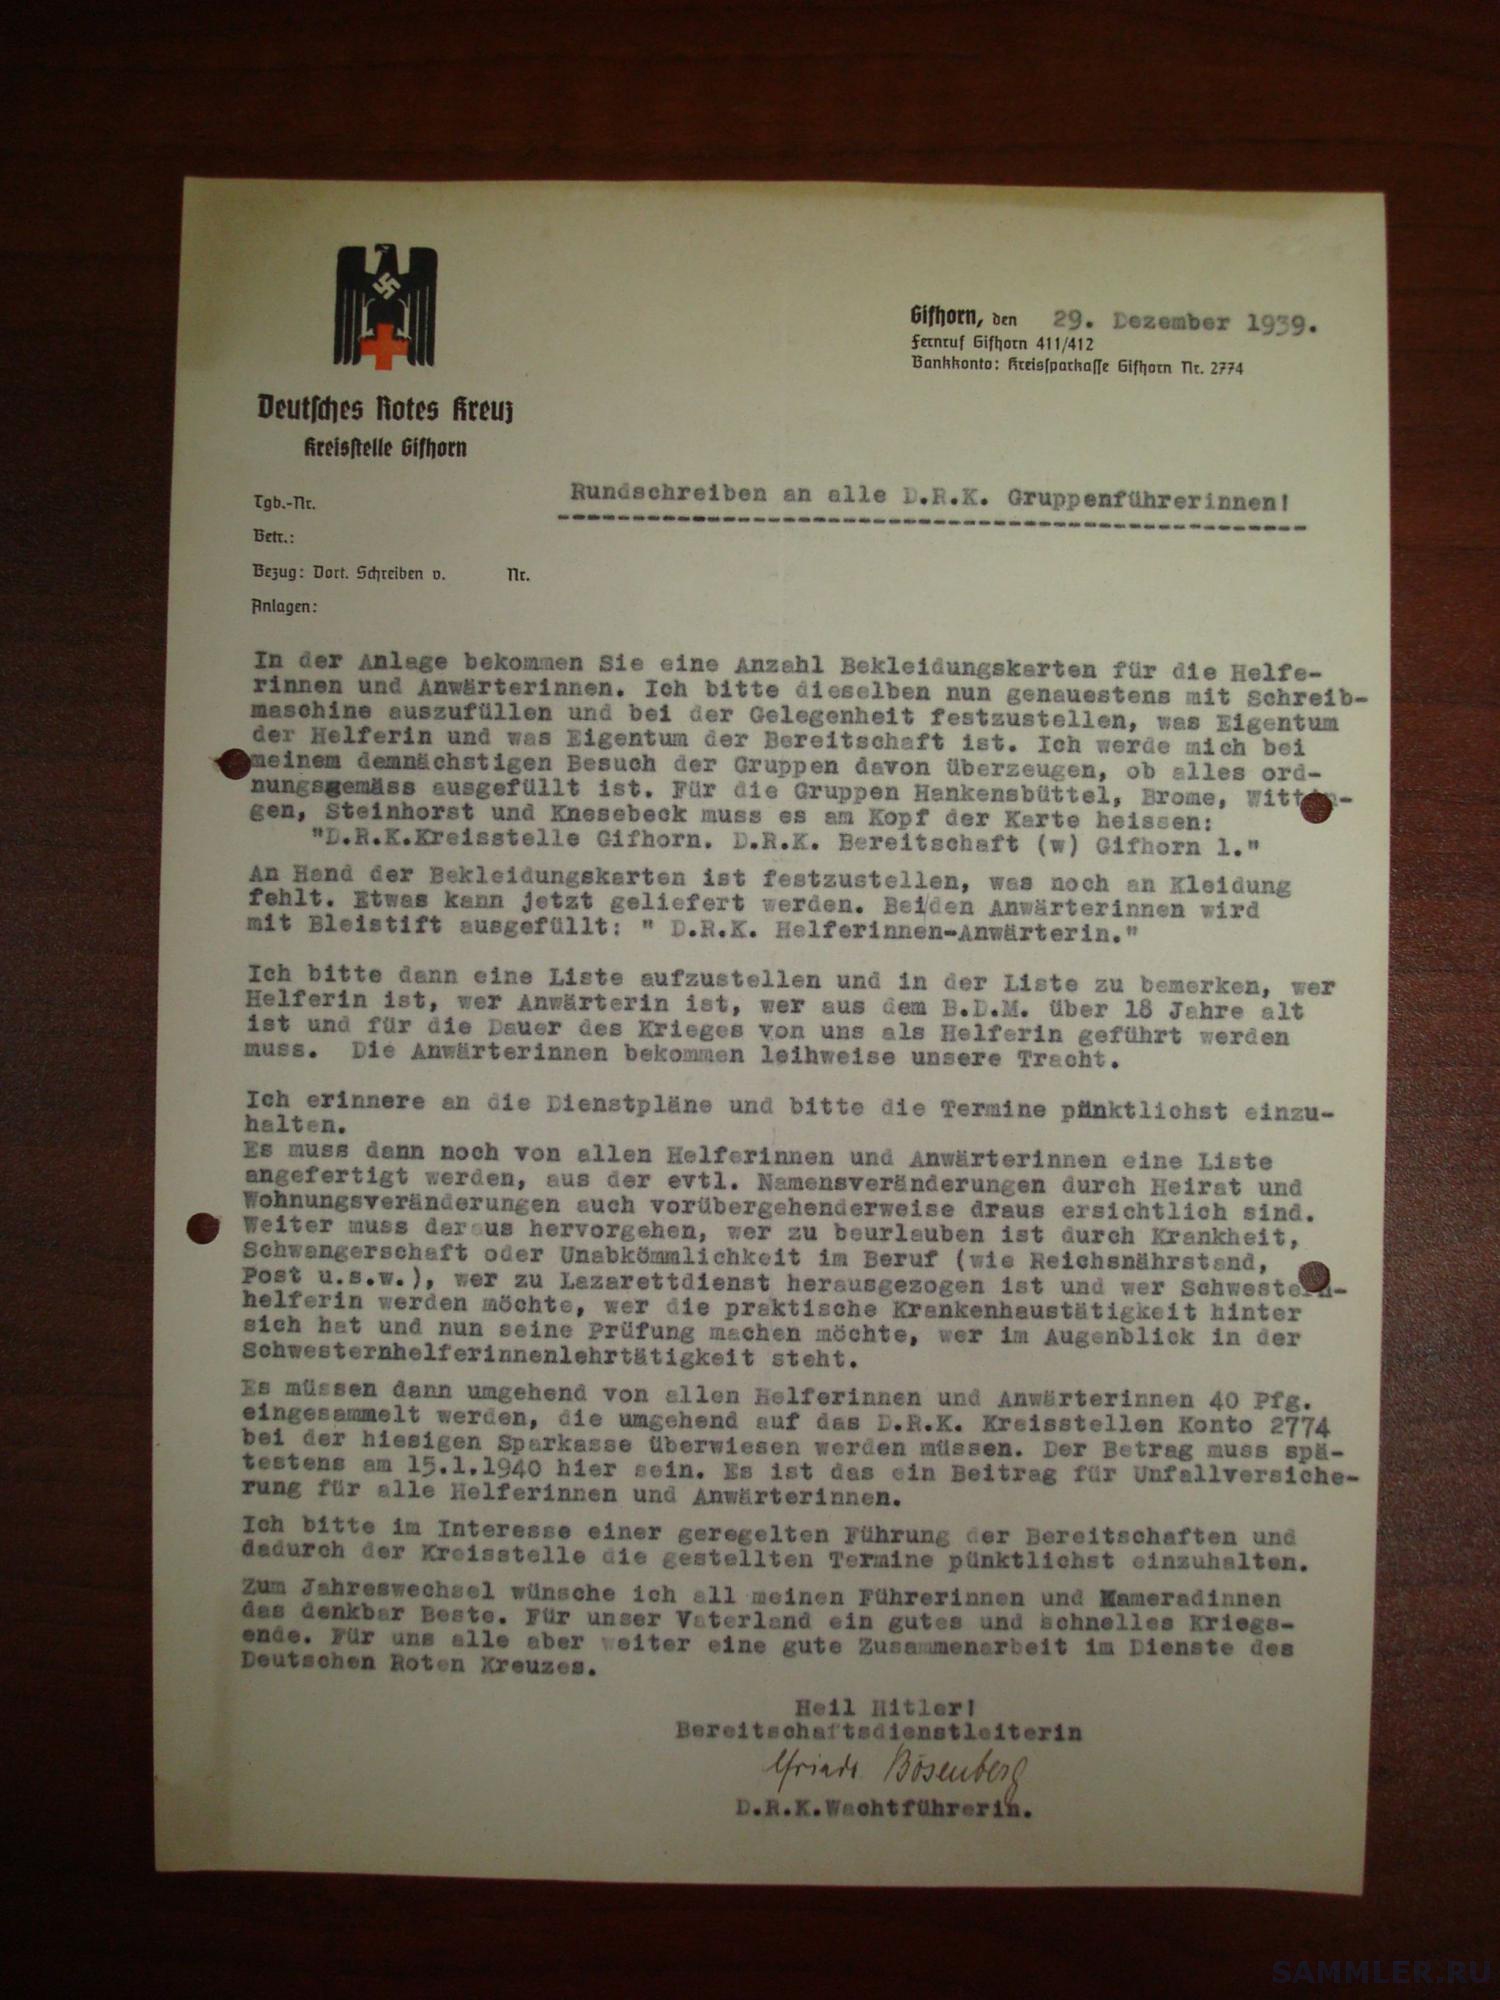 Gifhorn, den 29. Dezember 1939.
Fernruf Gifhorn 411/412
Bankkonto: Kreissparkasse Gifhorn Nr. 2774
Deutsches Rotes Kreuz
Kreisstelle Gifhorn
Tgb.-Nr.
Rundschreiben an alle D.R.K. Gruppenführerinnen!
Betr.:
Bezug: Dort. Schreiben v. Nr.
Anlagen:
In der Anlage bekommen Sie eine Anzahl Bekleidungskarten für die Helfe-
rinnen und Anwärterinnen. Ich bitte dieselben nun genauestens mit Schreib-
maschine auszufüllen und bei der Gelegenheit festzustellen, was Eigentum
der Helferin und was Eigentum der Bereitschaft ist. Ich werde mich bei
meinem demnächstigen Besuch der Gruppen davon überzeugen, ob alles ord-
nungsgemäss ausgefüllt ist. Für die Gruppen Hankensbüttel, Brome, Wittin-
gen, Steinhorst und Knesebeck muss es am Kopf der Karte heissen:
"D.R.K.Kreisstelle Gifhorn. D.R.K. Bereitschaft (w) Gifhorn 1."
An Hand der Bekleidungskarten ist festzustellen, was noch an Kleidung
fehlt. Etwas kann jetzt geliefert werden. Bei den Anwärterinnen wird
mit Bleistift ausgefüllt: " D.R.K. Helferinnen-Anwärterin."
Ich bitte dann eine Liste aufzustellen und in der Liste zu bemerken, wer
Helferin ist, wer Anwärterin ist, wer aus dem B.D.M. über 18 Jahre alt
ist und für die Dauer des Krieges von uns als Helferin geführt werden
muss. Die Anwärterinnen bekommen leihweise unsere Tracht.
Ich erinnere an die Dienstpläne und bitte die Termine pünktlichst einzu-
halten.
Es muss dann noch von allen Helferinnen und Anwärterinnen eine Liste
angefertigt werden, aus der evtl. Namensveränderungen durch Heirat und
Wohnungsveränderungen auch vorübergehenderweise draus ersichtlich sind.
Weiter muss daraus hervorgehen, wer zu beurlauben ist durch Krankheit,
Schwangerschaft oder Unabkömmlichkeit im Beruf (wie Reichsnährstand,
Post u.s.w.), wer zu Lazarettdienst herausgezogen ist und wer Schwestern-
helferin werden möchte, wer die praktische Krankenhaustätigkeit hinter
sich hat und nun seine Prüfung machen möchte, wer im Augenblick in der
Schwesternhelferinnenlehrtätigkeit steht.
Es müssen dann umgehend von allen Helferinnen und Anwärterinnen 40 Pfg.
eingesammelt werden, die umgehend auf das D.R.K. Kreisstellen Konto 2774
bei der hiesigen Sparkasse überwiesen werden müssen. Der Betrag muss spä-
testens am 15.1.1940 hier sein. Es ist das ein Beitrag für Unfallversiche-
rung für alle Helferinnen und Anwärterinnen.
Ich bitte im Interesse einer geregelten Führung der Bereitschaften und
dadurch der Kreisstelle die gestellten Termine pünktlichst einzuhalten.
Zum Jahreswechsel wünsche ich all meinen Führerinnen und Kameradinnen
das denkbar Beste. Für unser Vaterland ein gutes und schnelles Kriegs-
ende. Für uns alle aber weiter eine gute Zusammenarbeit im Dienste des
Deutschen Roten Kreuzes.
Heil Hitler!
Bereitschaftsdienstleiterin
Bösenberg
D.R.K.Wachtführerin.
SAMMLER.RU